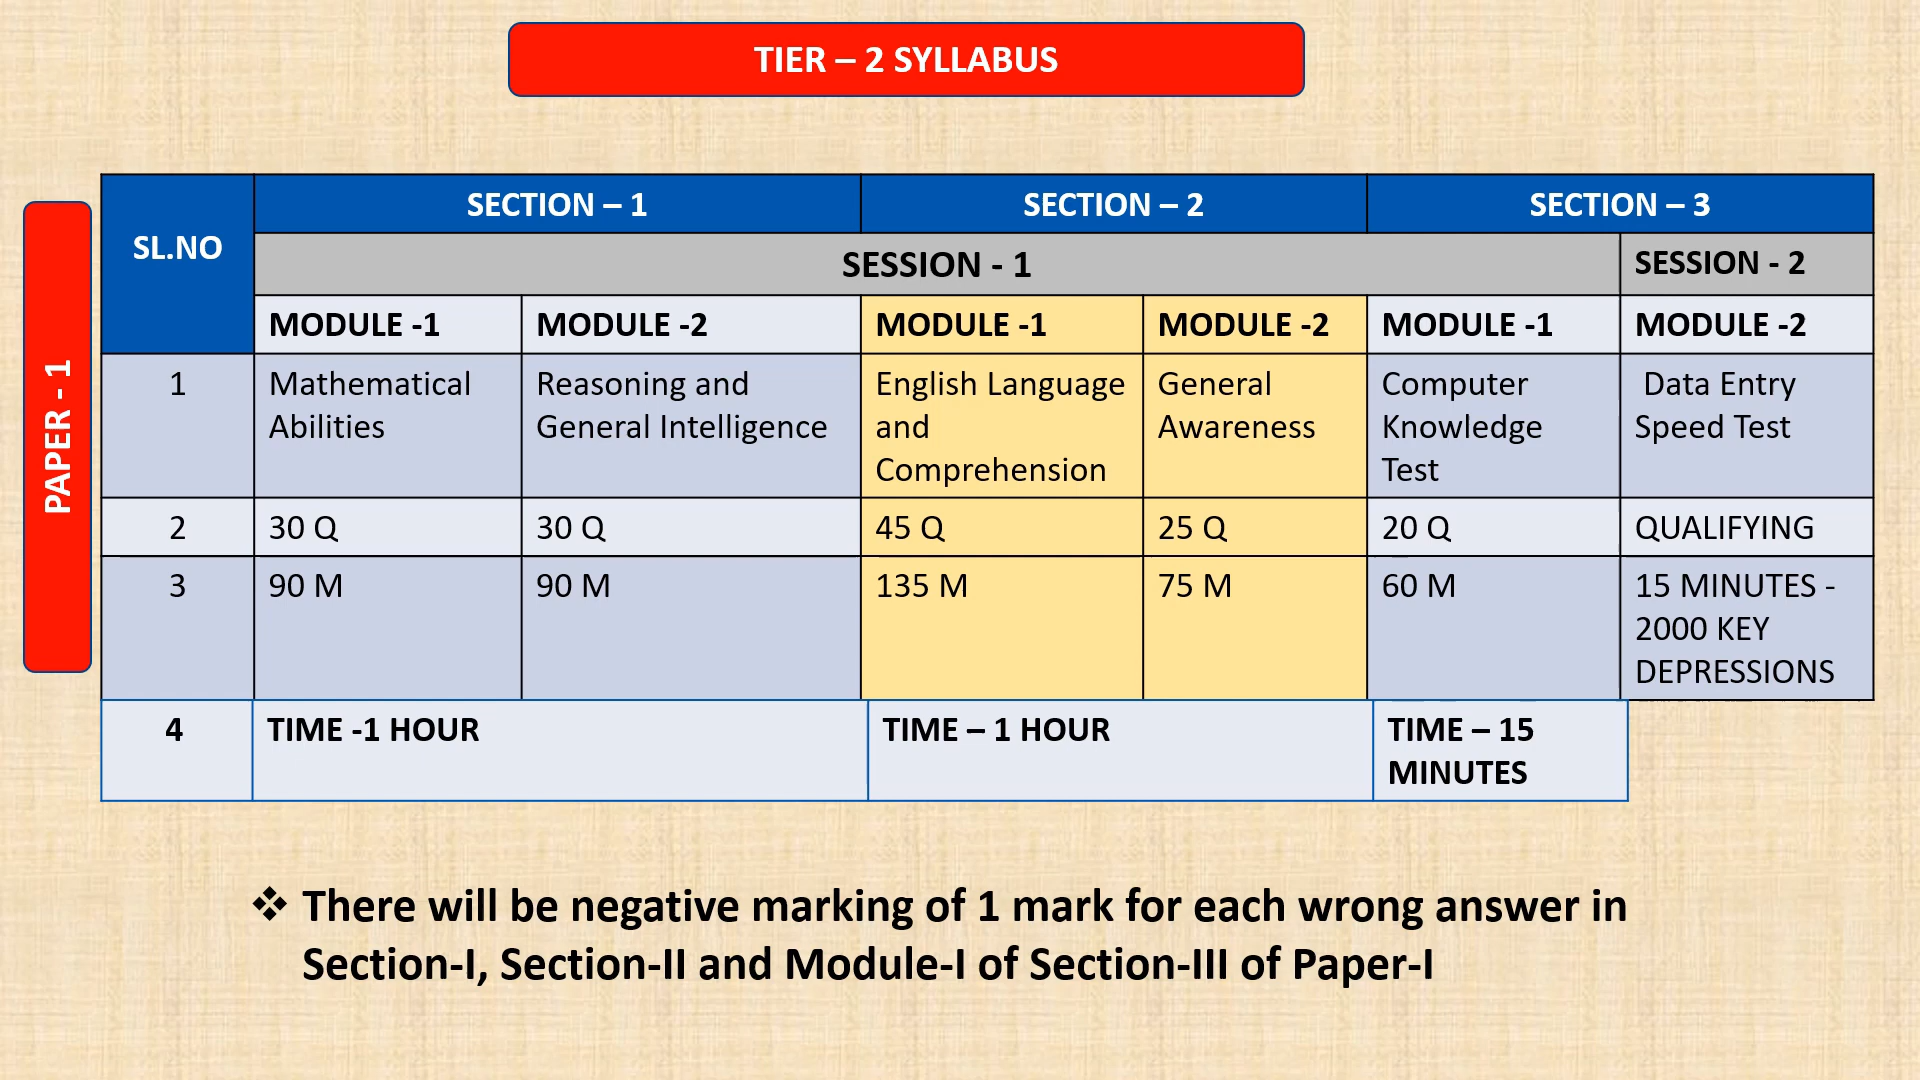 TIER – 2 SYLLABUS
PAPER - 1
SL.NO
SECTION – 1
SECTION – 2
SECTION – 3
SESSION - 1
SESSION - 2
MODULE -1
MODULE -2
MODULE -1
MODULE -2
MODULE -1
MODULE -2
1
Mathematical
Abilities
Reasoning and
General Intelligence
English Language
and
Comprehension
General
Awareness
Computer
Knowledge
Test
Data Entry
Speed Test
2
30 Q
30 Q
45 Q
25 Q
20 Q
QUALIFYING
3
90 M
90 M
135 M
75 M
60 M
15 MINUTES -
2000 KEY
DEPRESSIONS
4
TIME -1 HOUR
TIME – 1 HOUR
TIME – 15
MINUTES
❖ There will be negative marking of 1 mark for each wrong answer in
Section-I, Section-II and Module-I of Section-III of Paper-I